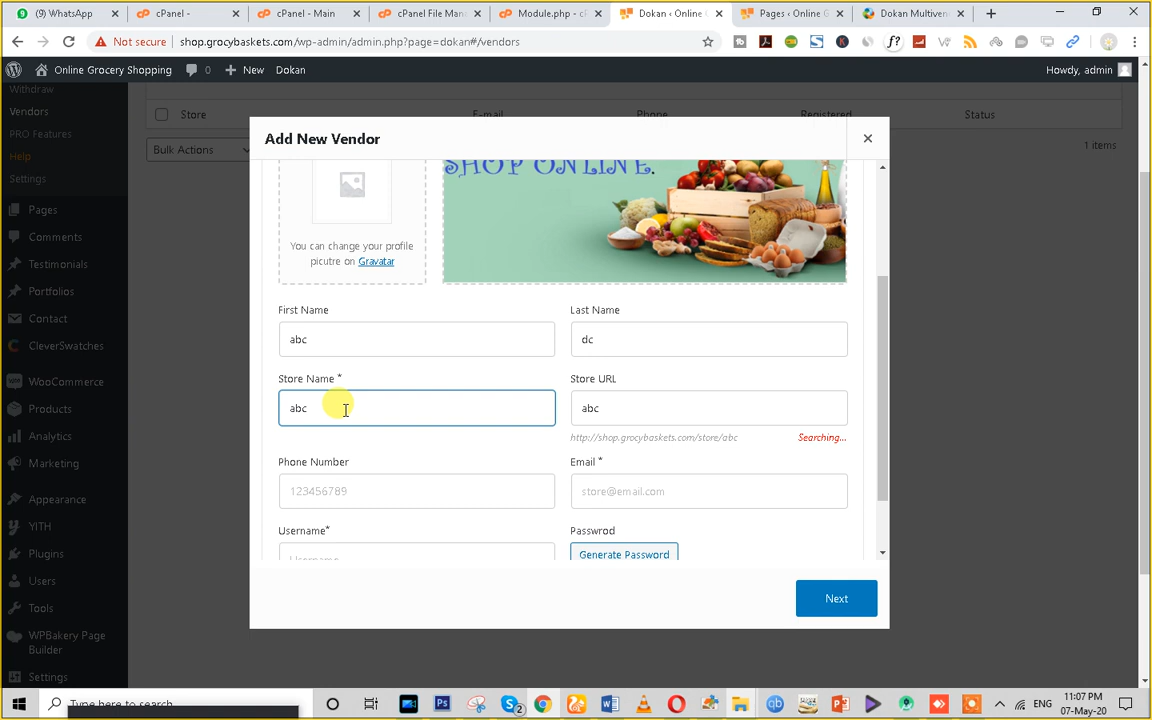 (9) WhatsApp
cPanel -
cPanel - Main
cPanel File Man
Module.php - c
Dokan ‹ Online G
Pages ‹ Online G
Dokan Multiven
Not secure
shop.grocybaskets.com/wp-admin/admin.php?page=dokan#/vendors
Online Grocery Shopping
0
New
Dokan
Howdy, admin
Withdraw
Vendors
PRO Features
Help
Settings
Pages
Comments
Testimonials
Portfolios
Contact
CleverSwatches
WooCommerce
Products
Analytics
Marketing
Appearance
YITH
Plugins
Users
Tools
WPBakery Page
Builder
Settings
Store
E-mail
Phone
Registered
Status
Bulk Actions
1 items
Add New Vendor
SHOP ONLINE.
You can change your profile
picutre on Gravatar
First Name
Last Name
abc
dc
Store Name *
Store URL
abc
abc
http://shop.grocybaskets.com/store/abc
Searching...
Phone Number
Email *
123456789
store@email.com
Username*
Passwrod
Username
Generate Password
Next
Type here to search
ENG
11:07 PM
07-May-20